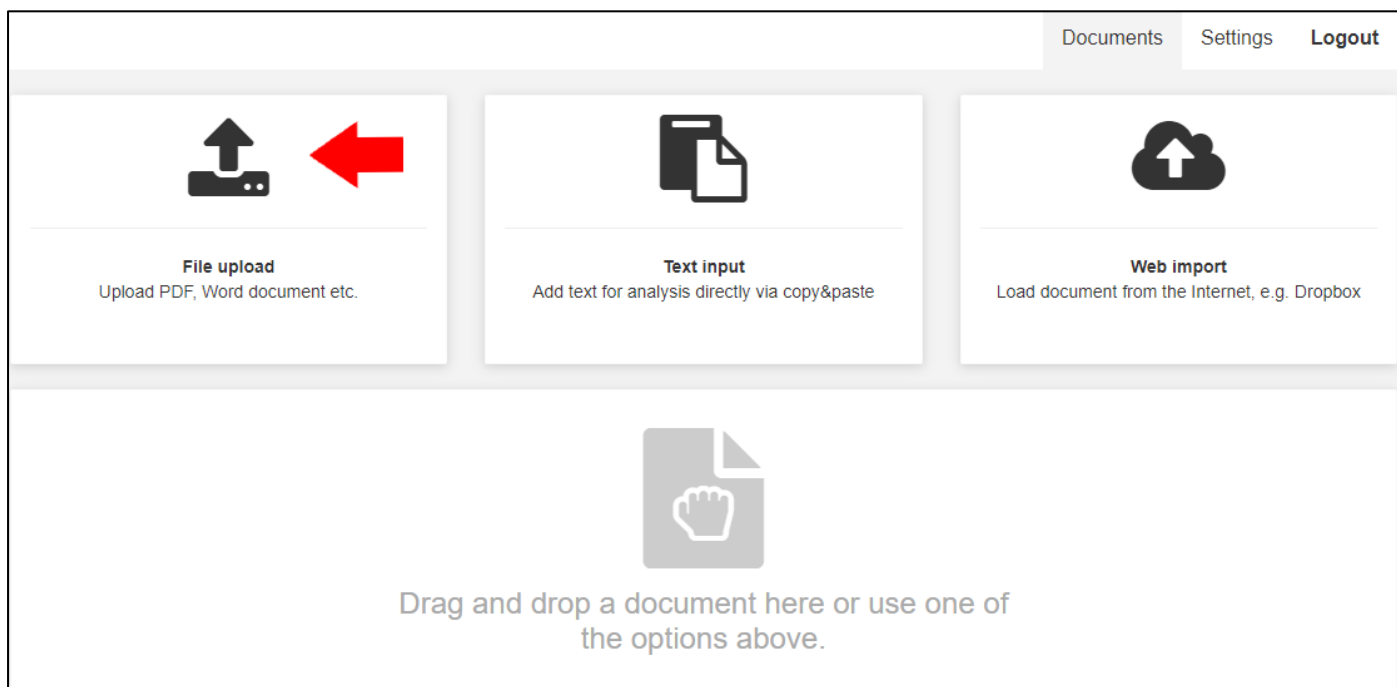 Documents Settings Logout
File upload
Upload PDF, Word document etc.
Text input
Add text for analysis directly via copy&paste
Web import
Load document from the Internet, e.g. Dropbox
Drag and drop a document here or use one of
the options above.